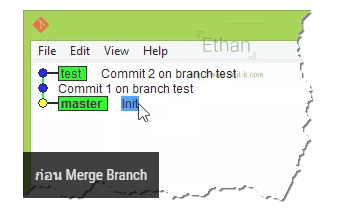 Ethan
File Edit View Help
test Commit 2 on branch test
Commit 1 on branch test
master Init
ก่อน Merge Branch